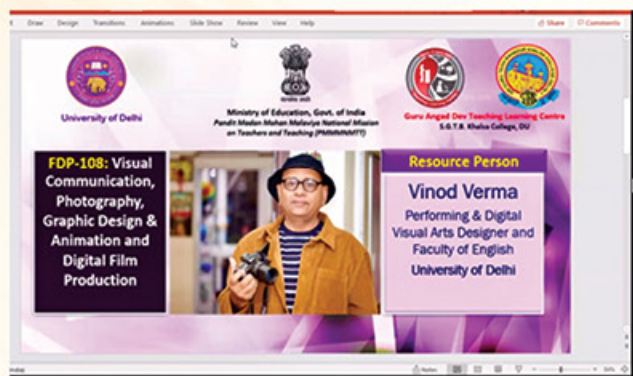 Draw Design Transitions Animations Slide Show Review View Help
Share Comments
University of Delhi
Ministry of Education, Govt. of India
Pandit Madan Mohan Malaviya National Mission
on Teachers and Teaching (PMMMNMTT)
Guru Angad Dev Teaching Learning Centre
S.G.T.B. Khalsa College, DU
FDP-108: Visual
Communication,
Photography,
Graphic Design &
Animation and
Digital Film
Production
Resource Person
Vinod Verma
Performing & Digital
Visual Arts Designer and
Faculty of English
University of Delhi
Notes